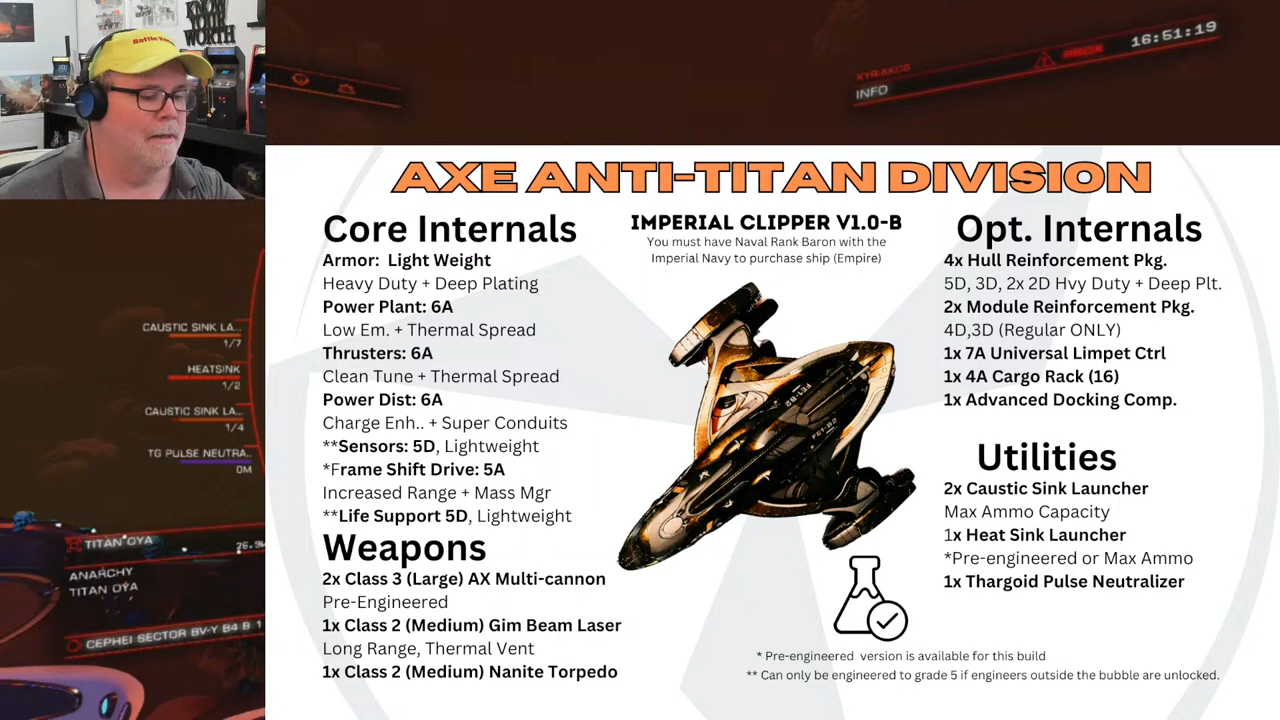 KNOW
YOUR
WORTH
16:51:19
KYRIAKOS
PROX
INFO
AXE ANTI-TITAN DIVISION
Core Internals
Armor: Light Weight
Heavy Duty + Deep Plating
Power Plant: 6A
Low Em. + Thermal Spread
Thrusters: 6A
Clean Tune + Thermal Spread
Power Dist: 6A
Charge Enh.. + Super Conduits
**Sensors: 5D, Lightweight
*Frame Shift Drive: 5A
Increased Range + Mass Mgr
**Life Support 5D, Lightweight
Weapons
2x Class 3 (Large) AX Multi-cannon
Pre-Engineered
1x Class 2 (Medium) Gim Beam Laser
Long Range, Thermal Vent
1x Class 2 (Medium) Nanite Torpedo
IMPERIAL CLIPPER V1.0-B
You must have Naval Rank Baron with the
Imperial Navy to purchase ship (Empire)
FE1-B2
FE1-B2
Opt. Internals
4x Hull Reinforcement Pkg.
5D, 3D, 2x 2D Hvy Duty + Deep Plt.
2x Module Reinforcement Pkg.
4D,3D (Regular ONLY)
1x 7A Universal Limpet Ctrl
1x 4A Cargo Rack (16)
1x Advanced Docking Comp.
Utilities
2x Caustic Sink Launcher
Max Ammo Capacity
1x Heat Sink Launcher
*Pre-engineered or Max Ammo
1x Thargoid Pulse Neutralizer
* Pre-engineered version is available for this build
** Can only be engineered to grade 5 if engineers outside the bubble are unlocked.
CAUSTIC SINK LA...
1/7
HEATSINK
1/2
CAUSTIC SINK LA...
1/4
TG PULSE NEUTRA..
0M
TITAN OYA
ANARCHY
TITAN OYA
CEPHEI SECTOR BV-Y B4 B 1